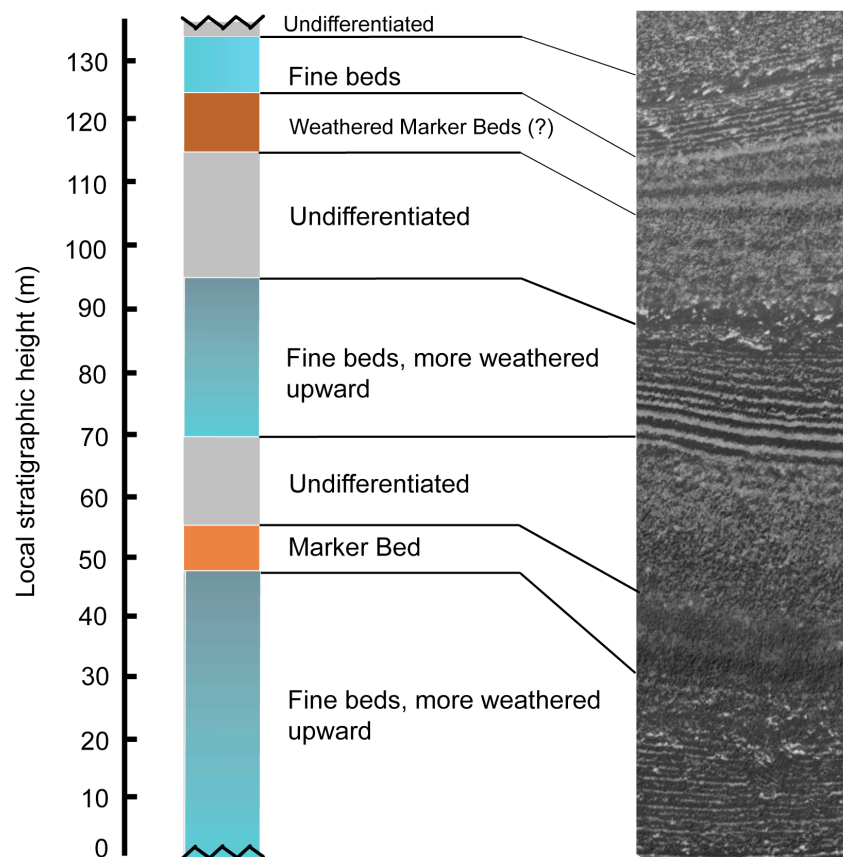 Undifferentiated
130
Fine beds
120
Weathered Marker Beds (?)
110
Undifferentiated
100
90
Fine beds, more weathered
upward
80
70
60
Undifferentiated
50
Marker Bed
40
30
Fine beds, more weathered
upward
20
10
0
Local stratigraphic height (m)